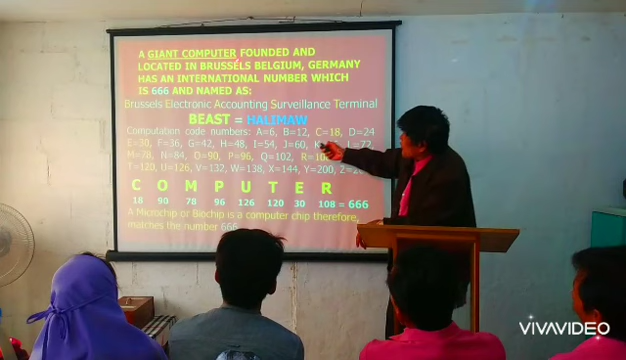 A GIANT COMPUTER FOUNDED AND
LOCATED IN BRUSSELS BELGIUM, GERMANY
HAS AN INTERNATIONAL NUMBER WHICH
IS 666 AND NAMED AS:
Brussels Electronic Accounting Surveillance Terminal
BEAST = HALIMAW
Computation code numbers: A=6, B=12, C=18, D=24
E=30, F=36, G=42, H=48, I=54, J=60, L=72,
M=78, N=84, O=90, P=96, Q=102,
T=120, U=126, V=132, W=138, X=144, Y=200,
C O M P U T E R
18 90 78 96 126 120 30 108 = 666
A Microchip or Biochip is a computer chip therefore,
matches the number 666
VIVAVIDEO